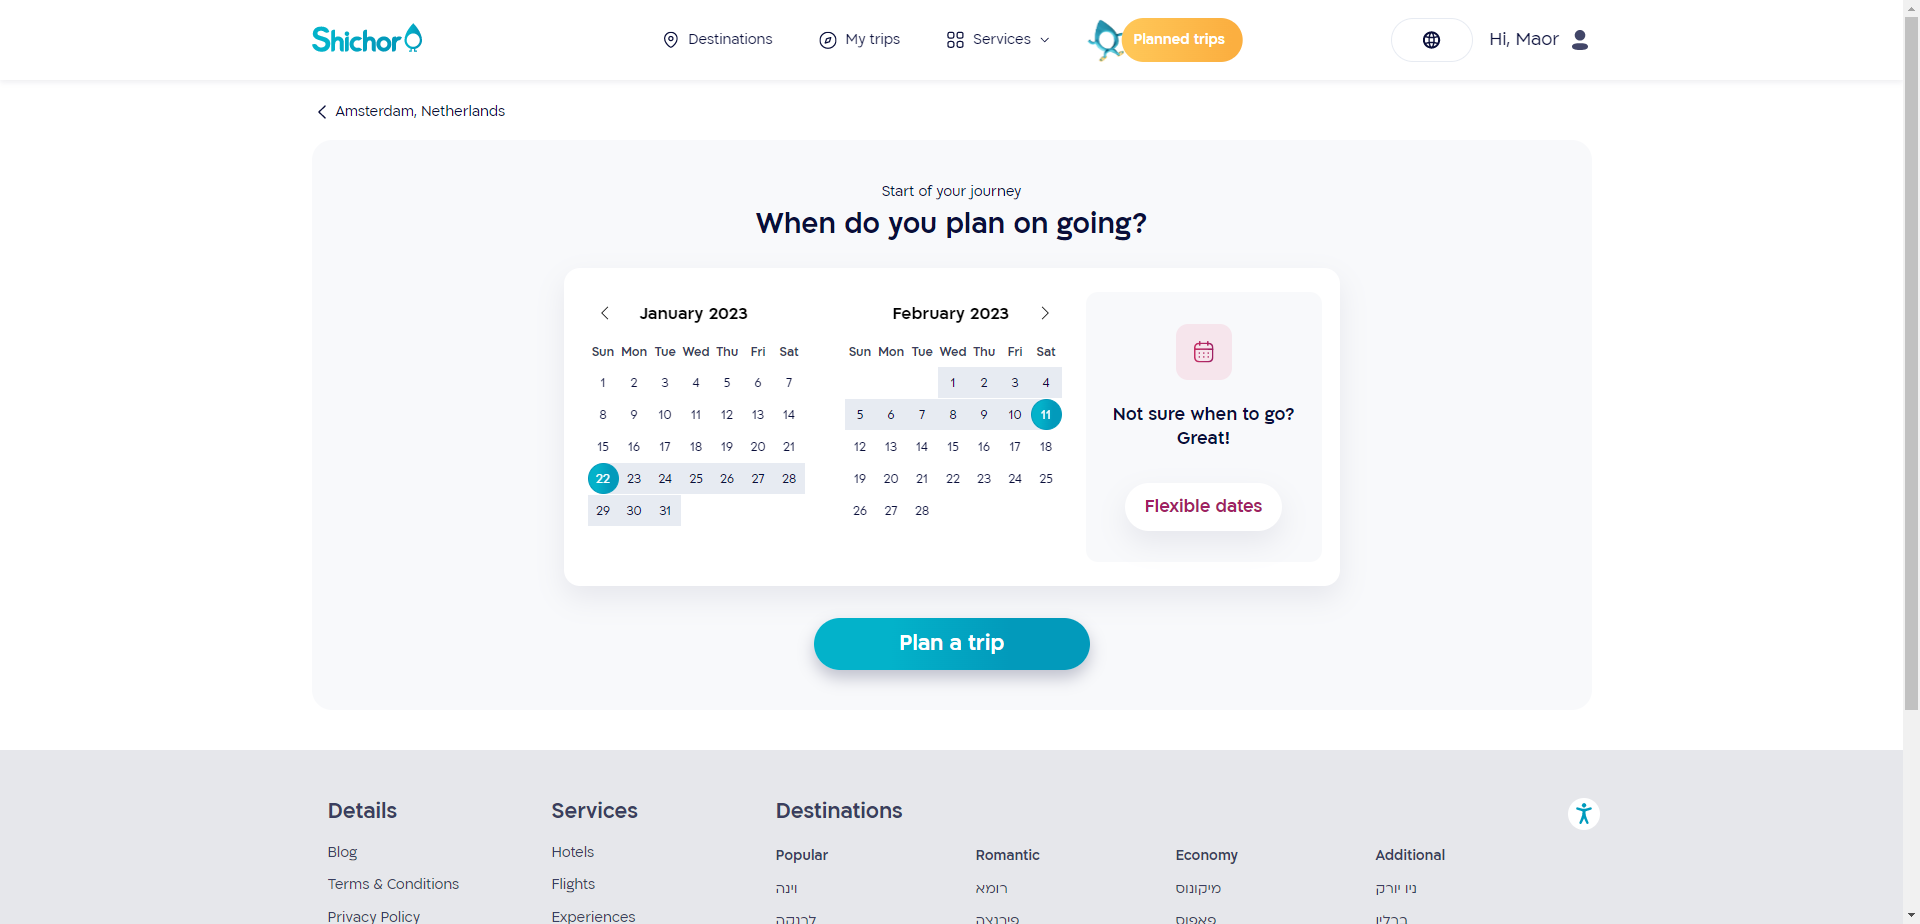 Shichor
Destinations
My trips
Services
Planned trips
Hi, Maor
Amsterdam, Netherlands
Start of your journey
When do you plan on going?
January 2023
Sun Mon Tue Wed Thu Fri Sat
1 2 3 4 5 6 7
8 9 10 11 12 13 14
15 16 17 18 19 20 21
22 23 24 25 26 27 28
29 30 31
February 2023
Sun Mon Tue Wed Thu Fri Sat
1 2 3 4
5 6 7 8 9 10 11
12 13 14 15 16 17 18
19 20 21 22 23 24 25
26 27 28
Not sure when to go?
Great!
Flexible dates
Plan a trip
Details
Blog
Terms & Conditions
Privacy Policy
Services
Hotels
Flights
Experiences
Destinations
Popular
וינה
לרנקה
Romantic
רומא
פירנצה
Economy
מיקונוס
פאפוס
Additional
ניו יורק
ברלין